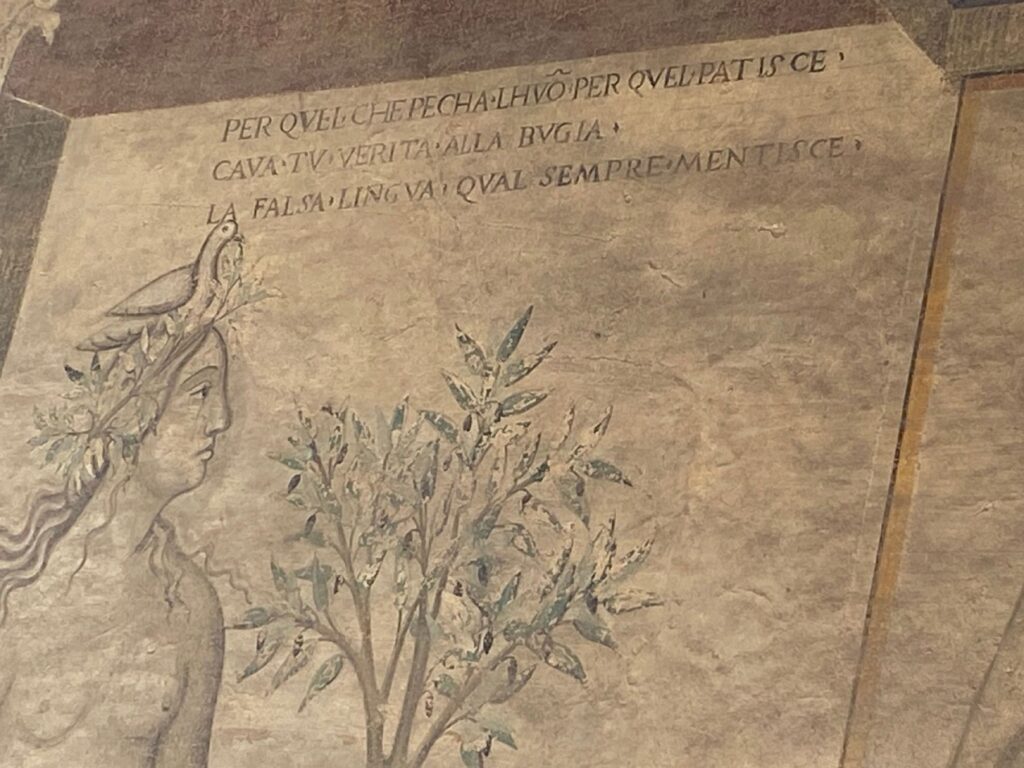 PER QVEL·CHE PECHA·LHVÕ·PER QVEL·PATISCE·
CAVA·TV·VERITA·ALLA BVGIA·
LA FALSA·LINGVA·QVAL SEMPRE·MENTISCE·